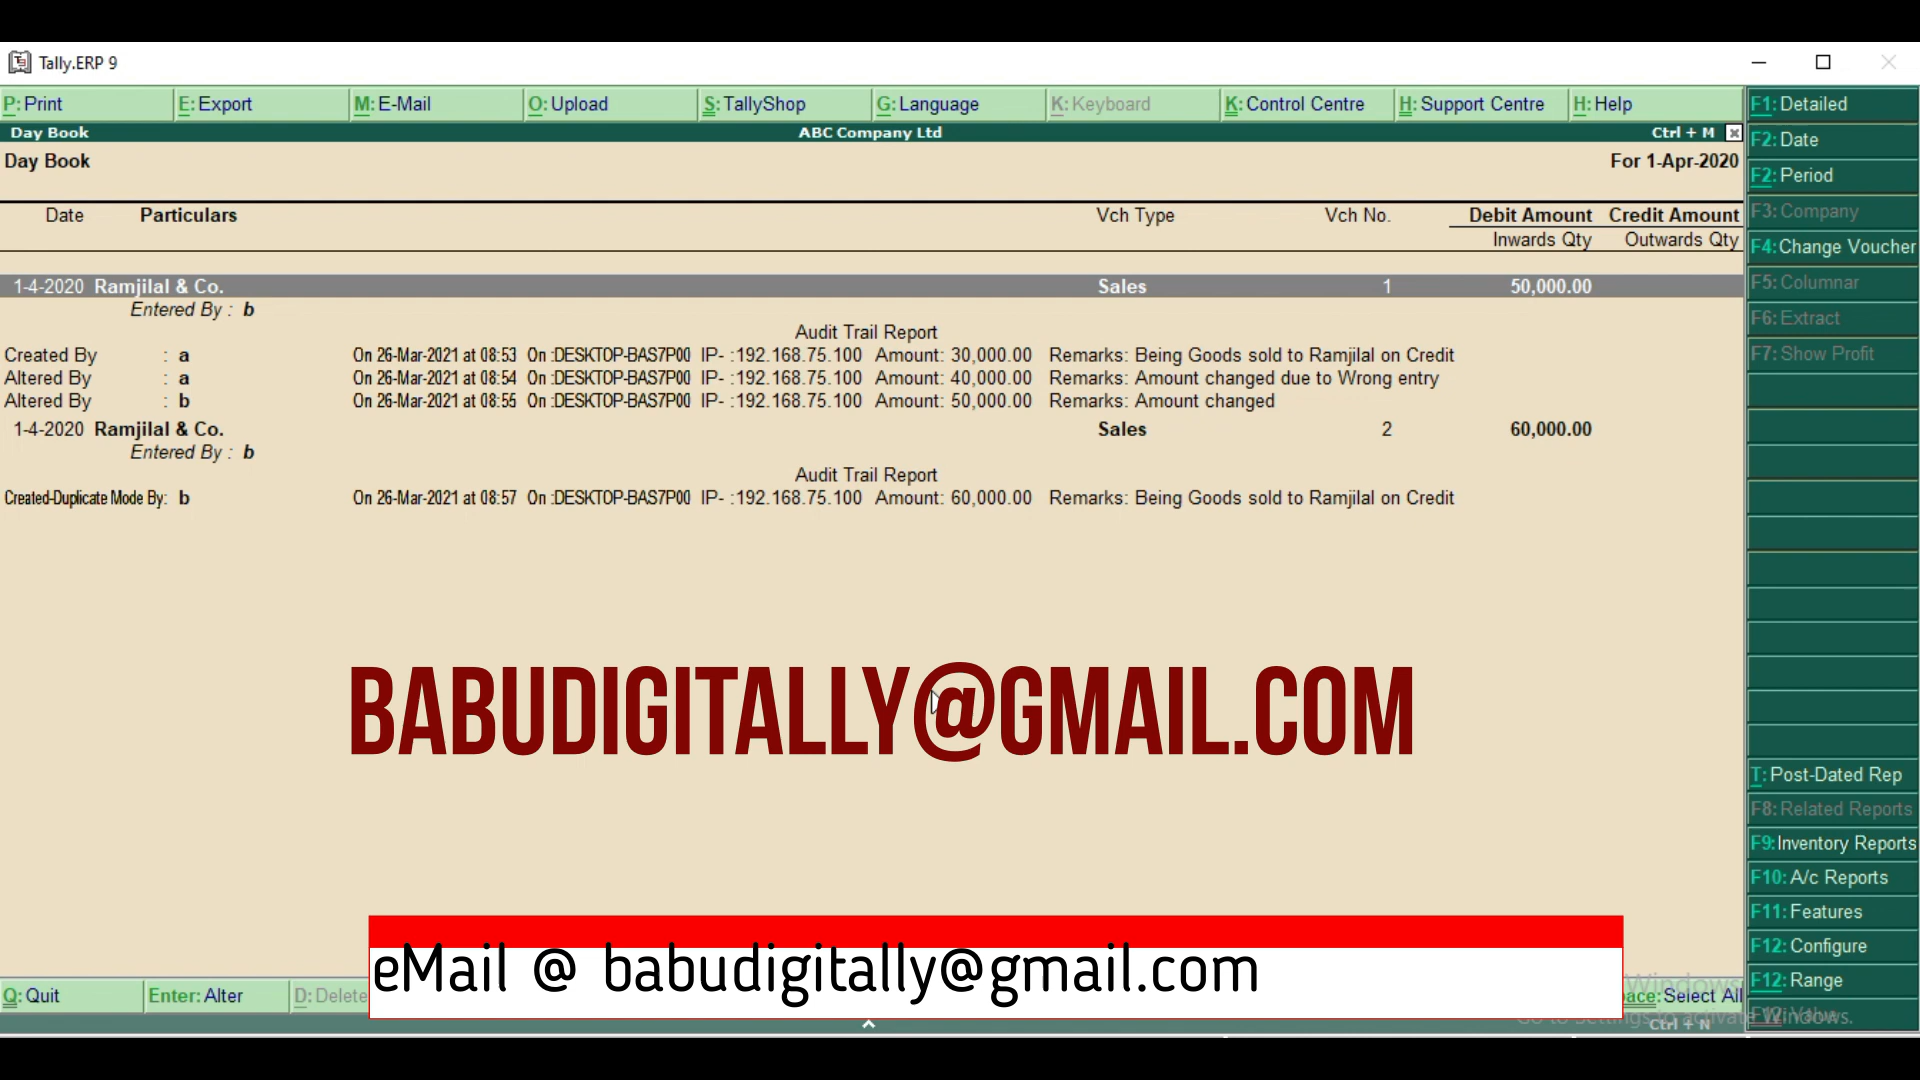 Tally.ERP 9
P: Print E: Export M: E-Mail O: Upload S: TallyShop G: Language K: Keyboard K: Control Centre H: Support Centre H: Help
Day Book ABC Company Ltd Ctrl + M
Day Book For 1-Apr-2020
Date Particulars Vch Type Vch No. Debit Amount Credit Amount
Inwards Qty Outwards Qty
1-4-2020 Ramjilal & Co. Sales 1 50,000.00
Entered By : b
Audit Trail Report
Created By : a On 26-Mar-2021 at 08:53 On :DESKTOP-BAS7P00 IP- :192.168.75.100 Amount: 30,000.00 Remarks: Being Goods sold to Ramjilal on Credit
Altered By : a On 26-Mar-2021 at 08:54 On :DESKTOP-BAS7P00 IP- :192.168.75.100 Amount: 40,000.00 Remarks: Amount changed due to Wrong entry
Altered By : b On 26-Mar-2021 at 08:56 On :DESKTOP-BAS7P00 IP- :192.168.75.100 Amount: 50,000.00 Remarks: Amount changed
1-4-2020 Ramjilal & Co. Sales 2 60,000.00
Entered By : b
Audit Trail Report
Created-Duplicate Mode By: b On 26-Mar-2021 at 08:57 On :DESKTOP-BAS7P00 IP- :192.168.75.100 Amount: 60,000.00 Remarks: Being Goods sold to Ramjilal on Credit
BABUDIGITALLY@GMAIL.COM
eMail @ babudigitally@gmail.com
Q: Quit Enter: Alter D: Delete ace: Select All
Ctrl + N
F1: Detailed
F2: Date
F2: Period
F3: Company
F4: Change Voucher
F5: Columnar
F6: Extract
F7: Show Profit
T: Post-Dated Rep
F8: Related Reports
F9: Inventory Reports
F10: A/c Reports
F11: Features
F12: Configure
F12: Range
F12: Value
Windows
Go to Settings to activate Windows.